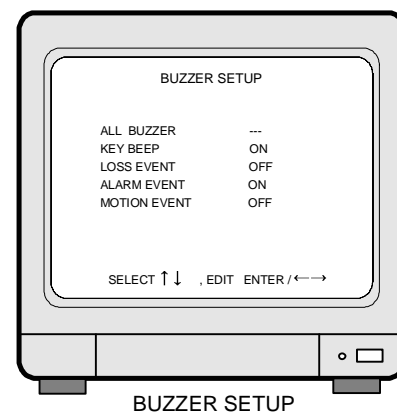 BUZZER SETUP
ALL BUZZER ---
KEY BEEP ON
LOSS EVENT OFF
ALARM EVENT ON
MOTION EVENT OFF
SELECT ↑↓ , EDIT ENTER / ←→
BUZZER SETUP